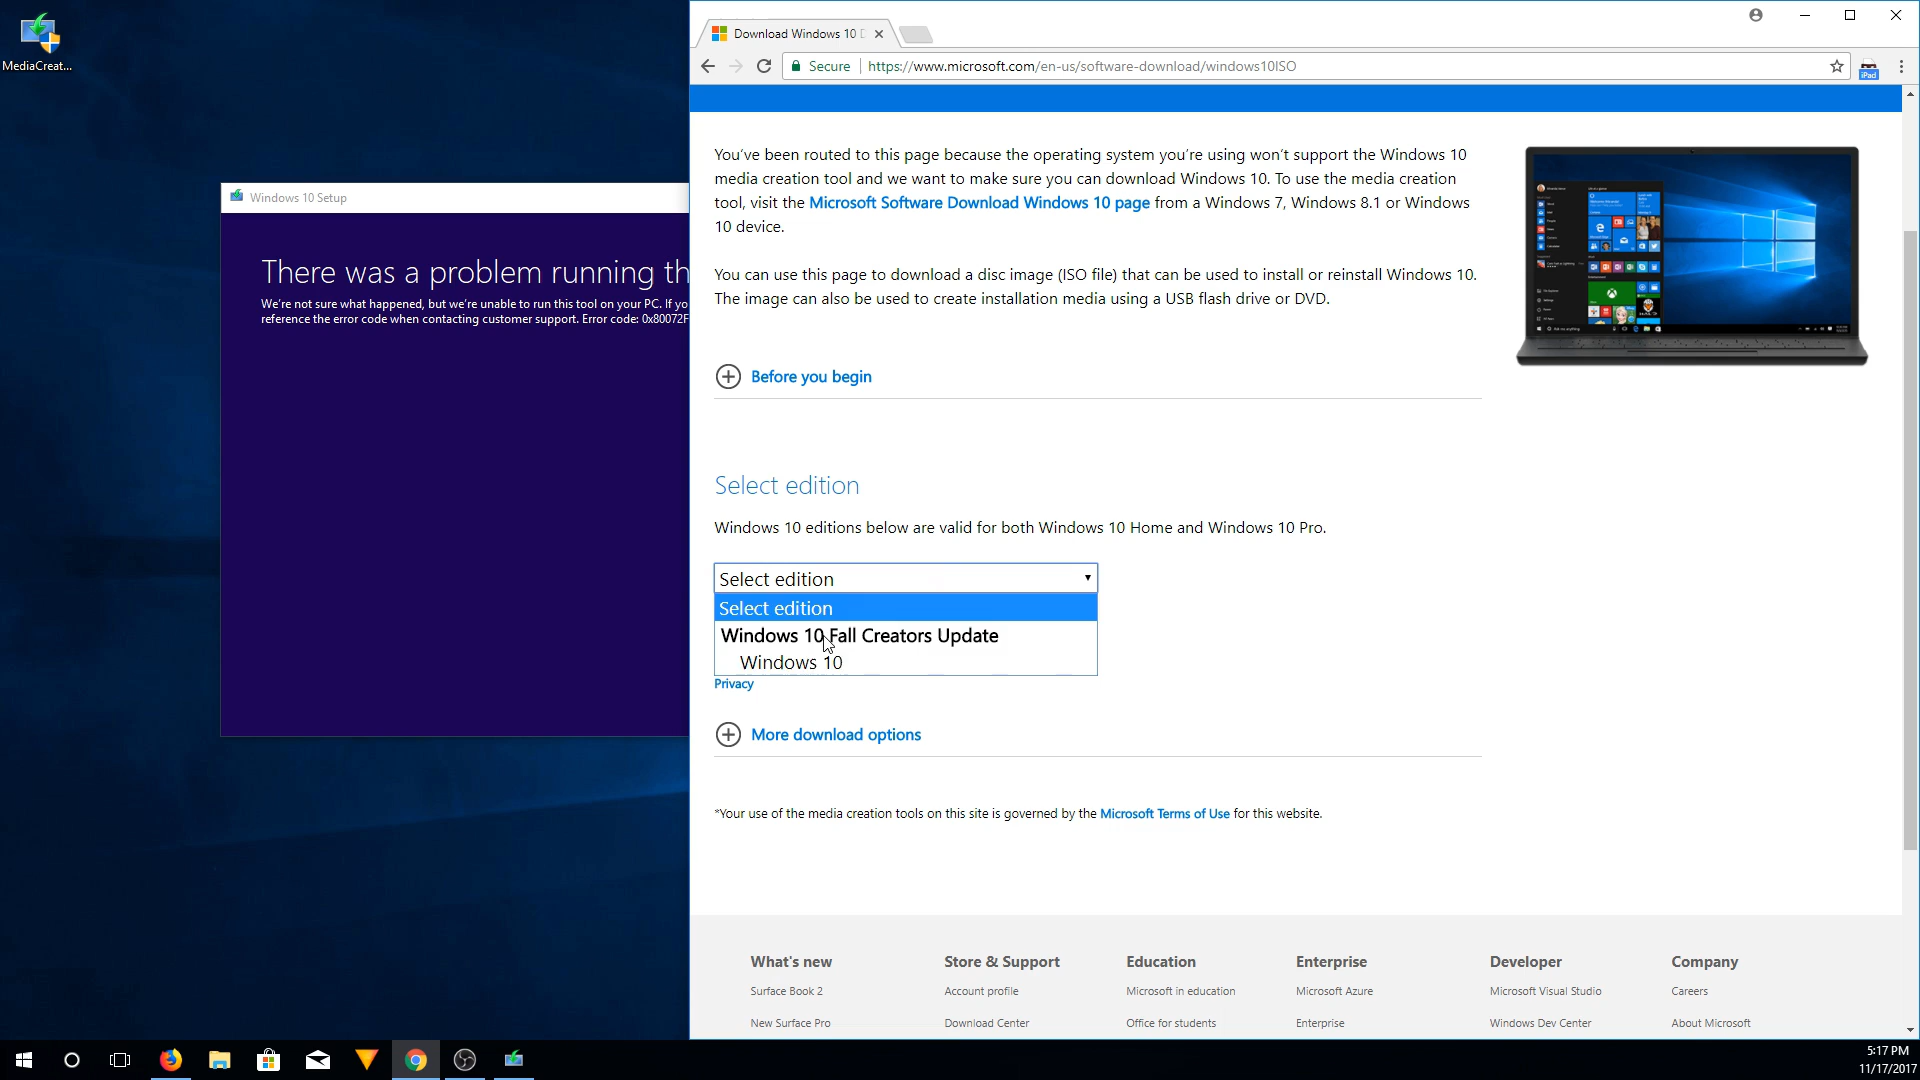 MediaCreat...
Windows 10 Setup
There was a problem running th
We're not sure what happened, but we're unable to run this tool on your PC. If yo
reference the error code when contacting customer support. Error code: 0x80072F
Download Windows 10 D
Secure
https://www.microsoft.com/en-us/software-download/windows10ISO
iPad
You've been routed to this page because the operating system you're using won't support the Windows 10
media creation tool and we want to make sure you can download Windows 10. To use the media creation
tool, visit the Microsoft Software Download Windows 10 page from a Windows 7, Windows 8.1 or Windows
10 device.
You can use this page to download a disc image (ISO file) that can be used to install or reinstall Windows 10.
The image can also be used to create installation media using a USB flash drive or DVD.
Before you begin
Select edition
Windows 10 editions below are valid for both Windows 10 Home and Windows 10 Pro.
Select edition
Select edition
Windows 10 Fall Creators Update
Windows 10
Privacy
More download options
*Your use of the media creation tools on this site is governed by the Microsoft Terms of Use for this website.
What's new
Surface Book 2
New Surface Pro
Store & Support
Account profile
Download Center
Education
Microsoft in education
Office for students
Enterprise
Microsoft Azure
Enterprise
Developer
Microsoft Visual Studio
Windows Dev Center
Company
Careers
About Microsoft
5:17 PM
11/17/2017